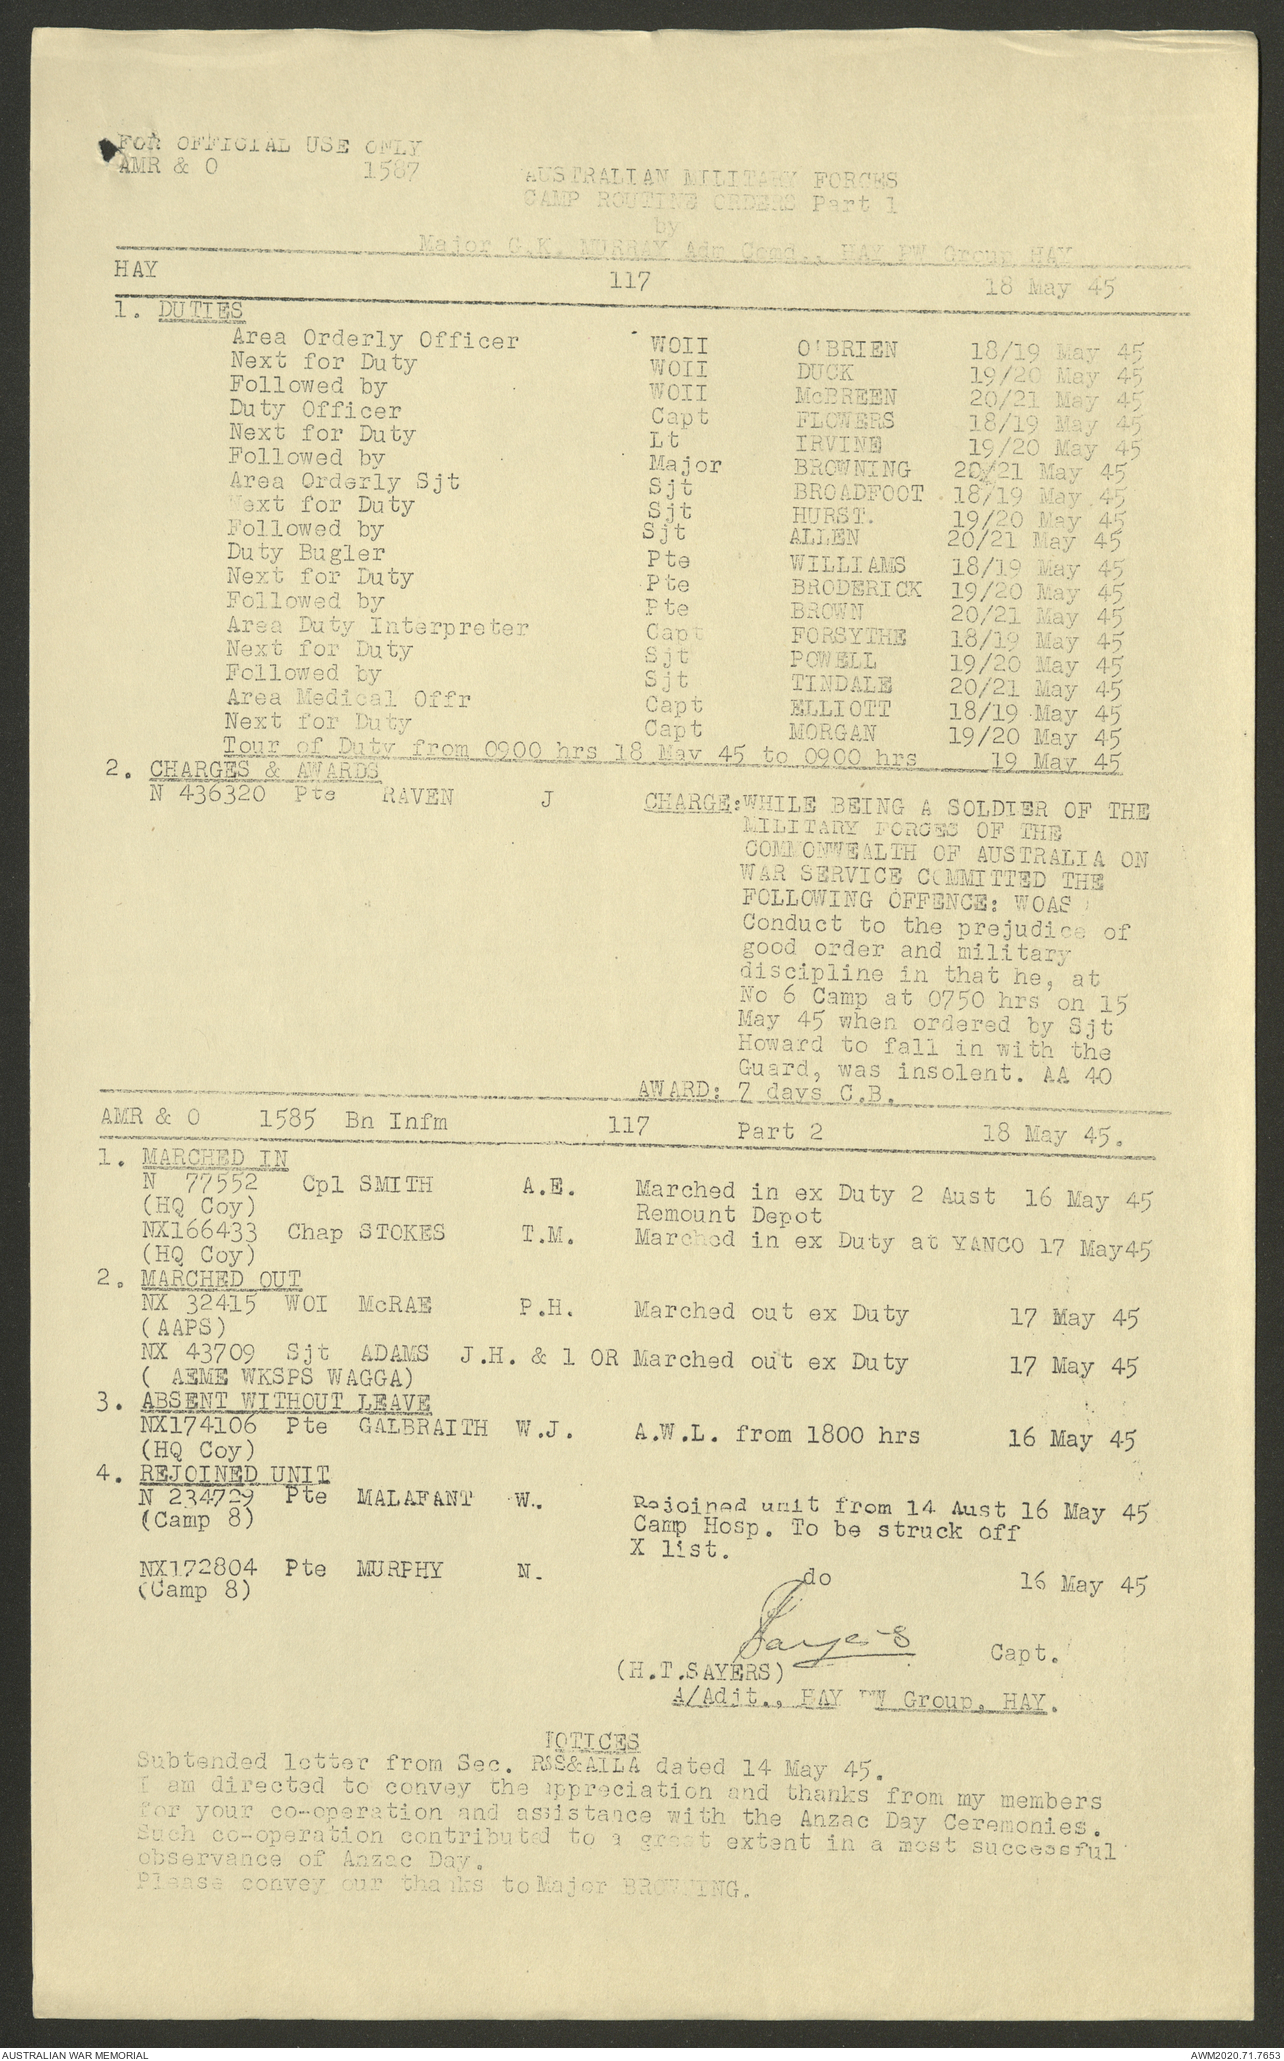 FOR OFFICIAL USE ONLY
AMR & O 1587
AUSTRALIAN MILITARY FORCES
CAMP ROUTINE ORDERS Part 1
by
Major G.K. MURRAY Adm Comd., HAY PW Group HAY
HAY 117 18 May 45
1. DUTIES
Area Orderly Officer WOII O'BRIEN 18/19 May 45
Next for Duty WOII DUCK 19/20 May 45
Followed by WOII McBREEN 20/21 May 45
Duty Officer Capt FLOWERS 18/19 May 45
Next for Duty Lt IRVINE 19/20 May 45
Followed by Major BROWNING 20/21 May 45
Area Orderly Sjt Sjt BROADFOOT 18/19 May 45
Next for Duty Sjt HURST. 19/20 May 45
Followed by Sjt ALLEN 20/21 May 45
Duty Bugler Pte WILLIAMS 18/19 May 45
Next for Duty Pte BRODERICK 19/20 May 45
Followed by Pte BROWN 20/21 May 45
Area Duty Interpreter Capt FORSYTHE 18/19 May 45
Next for Duty Sjt POWELL 19/20 May 45
Followed by Sjt TINDALE 20/21 May 45
Area Medical Offr Capt ELLIOTT 18/19 May 45
Next for Duty Capt MORGAN 19/20 May 45
Tour of Duty from 0900 hrs 18 May 45 to 0900 hrs 19 May 45
2. CHARGES & AWARDS
N 436320 Pte RAVEN J CHARGE:WHILE BEING A SOLDIER OF THE
MILITARY FORCES OF THE
COMMONWEALTH OF AUSTRALIA ON
WAR SERVICE COMMITTED THE
FOLLOWING OFFENCE: WOAS
Conduct to the prejudice of
good order and military
discipline in that he, at
No 6 Camp at 0750 hrs on 15
May 45 when ordered by Sjt
Howard to fall in with the
Guard, was insolent. AA 40
AWARD: 7 days C.B.
AMR & O 1585 Bn Infm 117 Part 2 18 May 45.
1. MARCHED IN
N 77552 Cpl SMITH A.E. Marched in ex Duty 2 Aust 16 May 45
(HQ Coy) Remount Depot
NX166433 Chap STOKES T.M. Marched in ex Duty at YANCO 17 May45
(HQ Coy)
2. MARCHED OUT
NX 32415 WOI McRAE P.H. Marched out ex Duty 17 May 45
(AAPS)
NX 43709 Sjt ADAMS J.H. & 1 OR Marched out ex Duty 17 May 45
( AEME WKSPS WAGGA)
3. ABSENT WITHOUT LEAVE
NX174106 Pte GALBRAITH W.J. A.W.L. from 1800 hrs 16 May 45
(HQ Coy)
4. REJOINED UNIT
N 234729 Pte MALAFANT W. Rejoined unit from 14 Aust 16 May 45
(Camp 8) Camp Hosp. To be struck off
X list.
NX172804 Pte MURPHY N. do 16 May 45
(Camp 8)
Sayers Capt.
(H.T.SAYERS)
A/Adjt., HAY PW Group, HAY.
NOTICES
Subtended letter from Sec. R&S&AILA dated 14 May 45.
I am directed to convey the appreciation and thanks from my members
for your co-operation and assistance with the Anzac Day Ceremonies.
Such co-operation contributed to a great extent in a most successful
observance of Anzac Day.
Please convey our thanks to Major BROWNING.
AUSTRALIAN WAR MEMORIAL AWM2020.71.7653